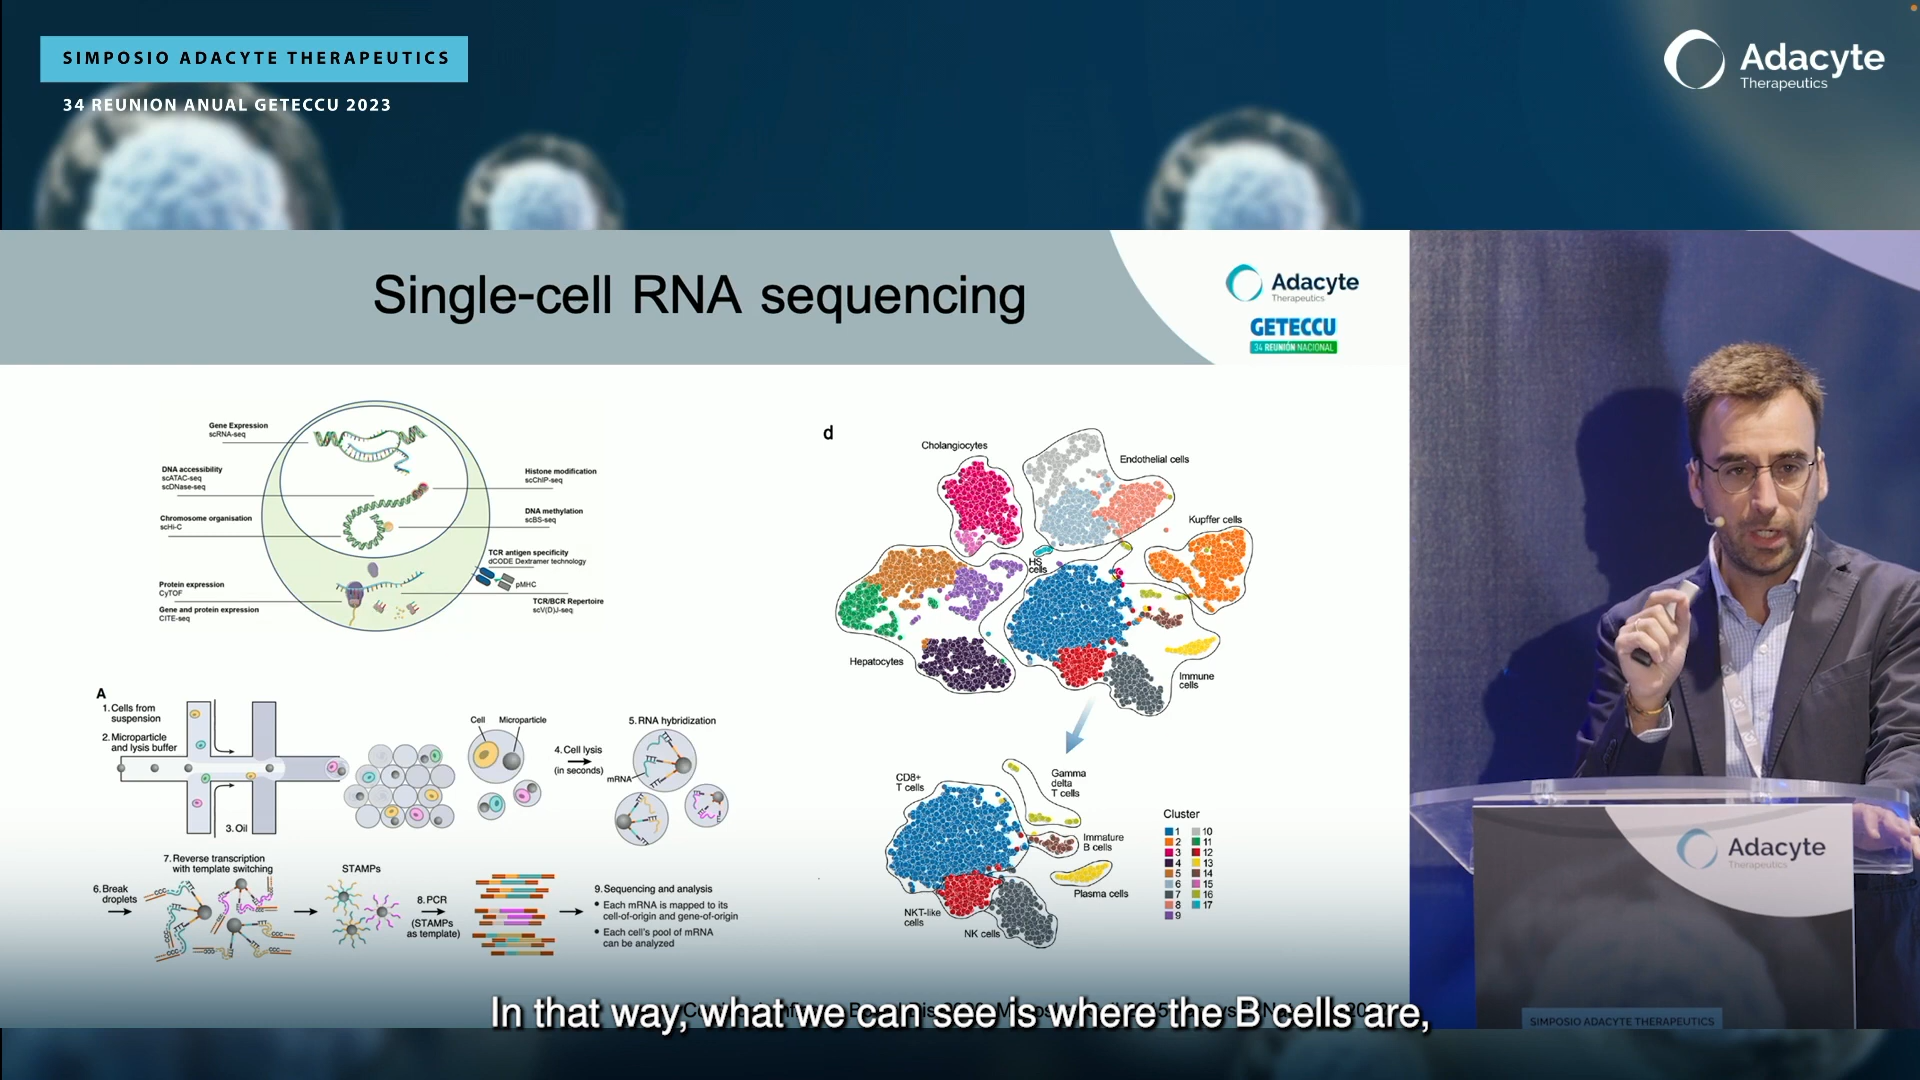 SIMPOSIO ADACYTE THERAPEUTICS
34 REUNION ANUAL GETECCU 2023
Adacyte
Therapeutics
Single-cell RNA sequencing
Adacyte
Therapeutics
GETECCU
34 REUNIÓN NACIONAL
Gene Expression
scRNA-seq
DNA accessibility
scATAC-seq
scDNase-seq
Chromosome organisation
scHi-C
Protein expression
CyTOF
Gene and protein expression
CITE-seq
Histone modification
scChIP-seq
DNA methylation
scBS-seq
TCR antigen specificity
dCODE Dextramer technology
pMHC
TCR/BCR Repertoire
scV(D)J-seq
A
1. Cells from
suspension
2. Microparticle
and lysis buffer
3. Oil
Cell
Microparticle
4. Cell lysis
(in seconds)
5. RNA hybridization
mRNA
6. Break
droplets
7. Reverse transcription
with template switching
STAMPs
8. PCR
(STAMPs
as template)
9. Sequencing and analysis
• Each mRNA is mapped to its
cell-of-origin and gene-of-origin
• Each cell's pool of mRNA
can be analyzed
d
Cholangiocytes
Endothelial cells
Kupffer cells
HS
cells
Hepatocytes
Immune
cells
CD8+
T cells
Gamma
delta
T cells
Immature
B cells
Plasma cells
NKT-like
cells
NK cells
Cluster
1 10
2 11
3 12
4 13
5 14
6 15
7 16
8 17
9
In that way, what we can see is where the B cells are,
Adacyte
Therapeutics
SIMPOSIO ADACYTE THERAPEUTICS